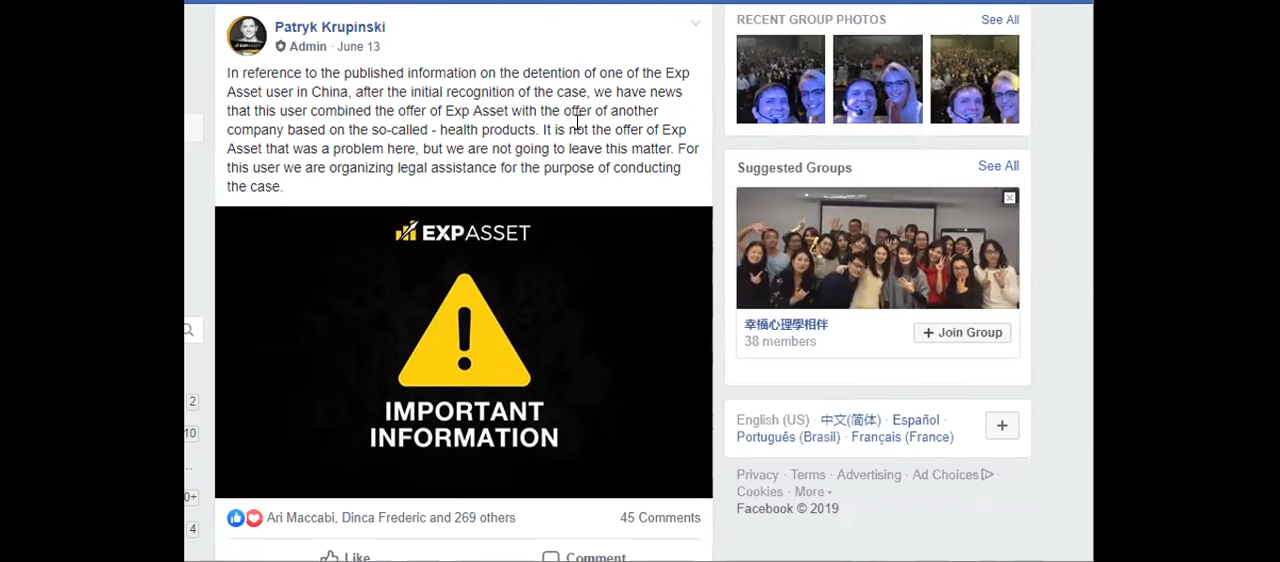 Patryk Krupinski
Admin · June 13
In reference to the published information on the detention of one of the Exp
Asset user in China, after the initial recognition of the case, we have news
that this user combined the offer of Exp Asset with the offer of another
company based on the so-called - health products. It is not the offer of Exp
Asset that was a problem here, but we are not going to leave this matter. For
this user we are organizing legal assistance for the purpose of conducting
the case.
EXPASSET
IMPORTANT
INFORMATION
Ari Maccabi, Dinca Frederic and 269 others
45 Comments
Like
Comment
2
10
0+
4
RECENT GROUP PHOTOS
See All
Suggested Groups
See All
幸福心理學相伴
38 members
+ Join Group
English (US) · 中文(简体) · Español ·
Português (Brasil) · Français (France)
+
Privacy · Terms · Advertising · Ad Choices ·
Cookies · More
Facebook © 2019